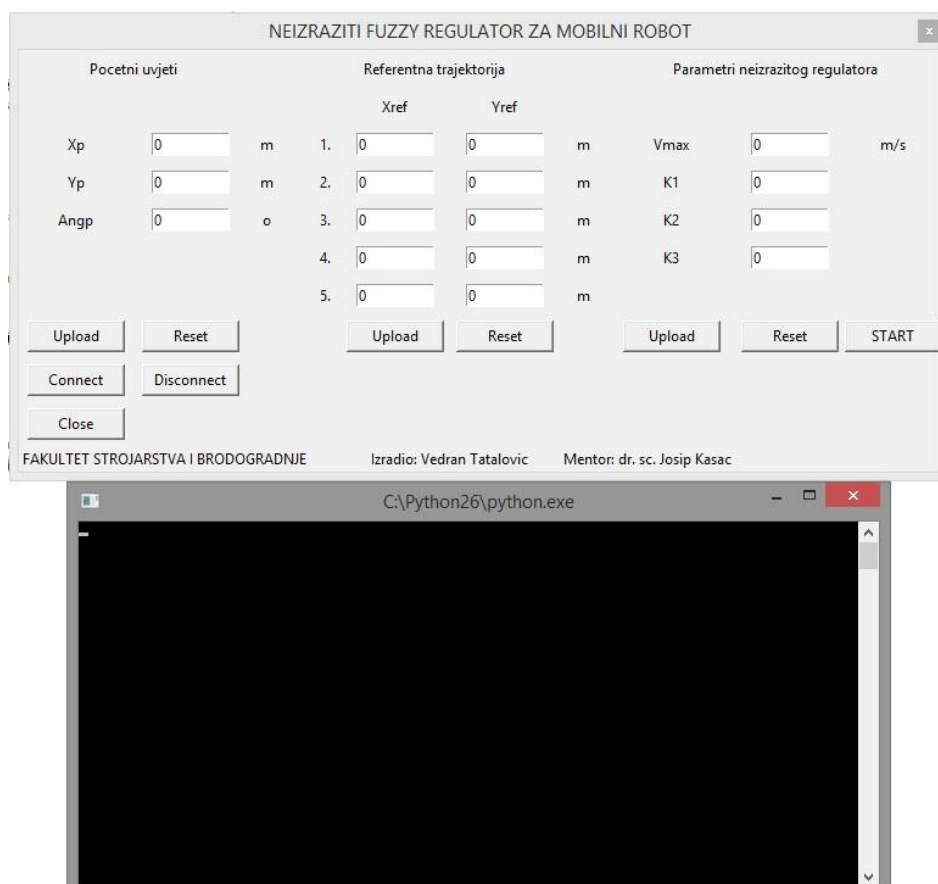 NEIZRAZITI FUZZY REGULATOR ZA MOBILNI ROBOT
x
Pocetni uvjeti Referentna trajektorija Parametri neizrazitog regulatora
Xref Yref
Xp 0 m 1. 0 0 m Vmax 0 m/s
Yp 0 m 2. 0 0 m K1 0
Angp 0 o 3. 0 0 m K2 0
4. 0 0 m K3 0
5. 0 0 m
Upload Reset Upload Reset Upload Reset START
Connect Disconnect
Close
FAKULTET STROJARSTVA I BRODOGRADNJE Izradio: Vedran Tatalovic Mentor: dr. sc. Josip Kasac
C:\Python26\python.exe